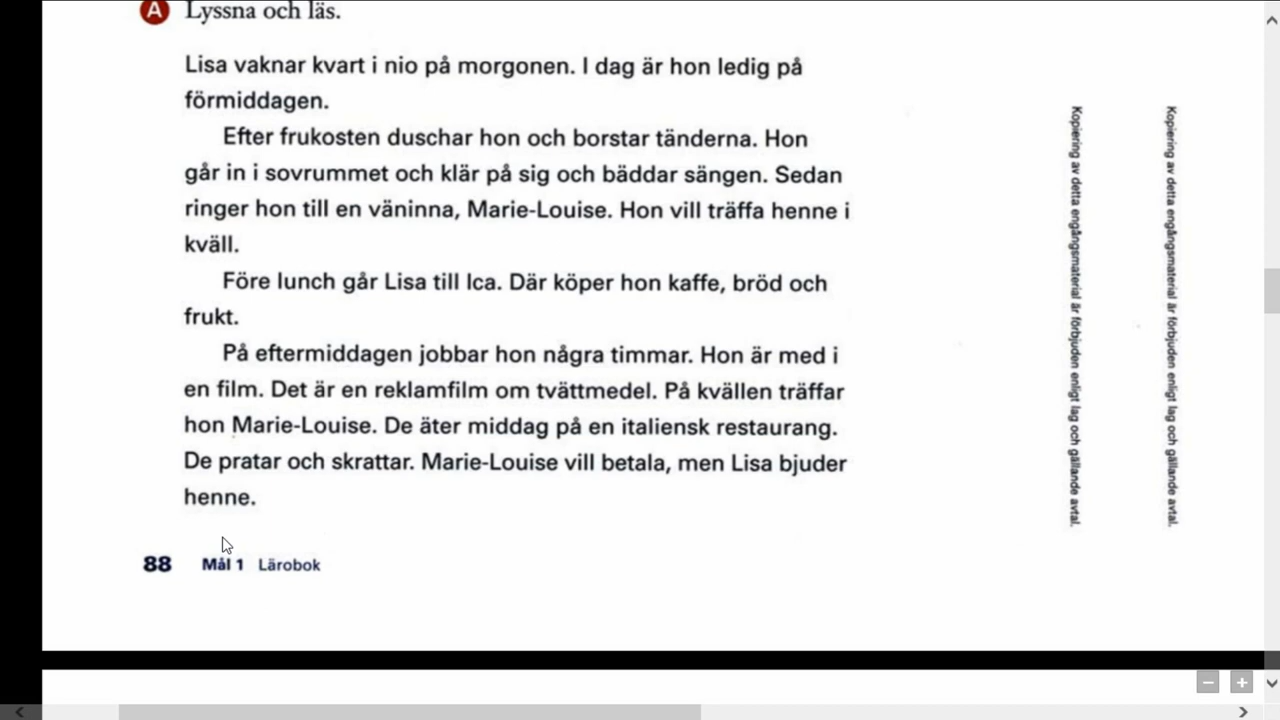 A Lyssna och läs.
Lisa vaknar kvart i nio på morgonen. I dag är hon ledig på
förmiddagen.
Efter frukosten duschar hon och borstar tänderna. Hon
går in i sovrummet och klär på sig och bäddar sängen. Sedan
ringer hon till en väninna, Marie-Louise. Hon vill träffa henne i
kväll.
Före lunch går Lisa till Ica. Där köper hon kaffe, bröd och
frukt.
På eftermiddagen jobbar hon några timmar. Hon är med i
en film. Det är en reklamfilm om tvättmedel. På kvällen träffar
hon Marie-Louise. De äter middag på en italiensk restaurang.
De pratar och skrattar. Marie-Louise vill betala, men Lisa bjuder
henne.
88 Mål 1 Lärobok
Kopiering av detta engångsmaterial är förbjuden enligt lag och gällande avtal.
Kopiering av detta engångsmaterial är förbjuden enligt lag och gällande avtal.